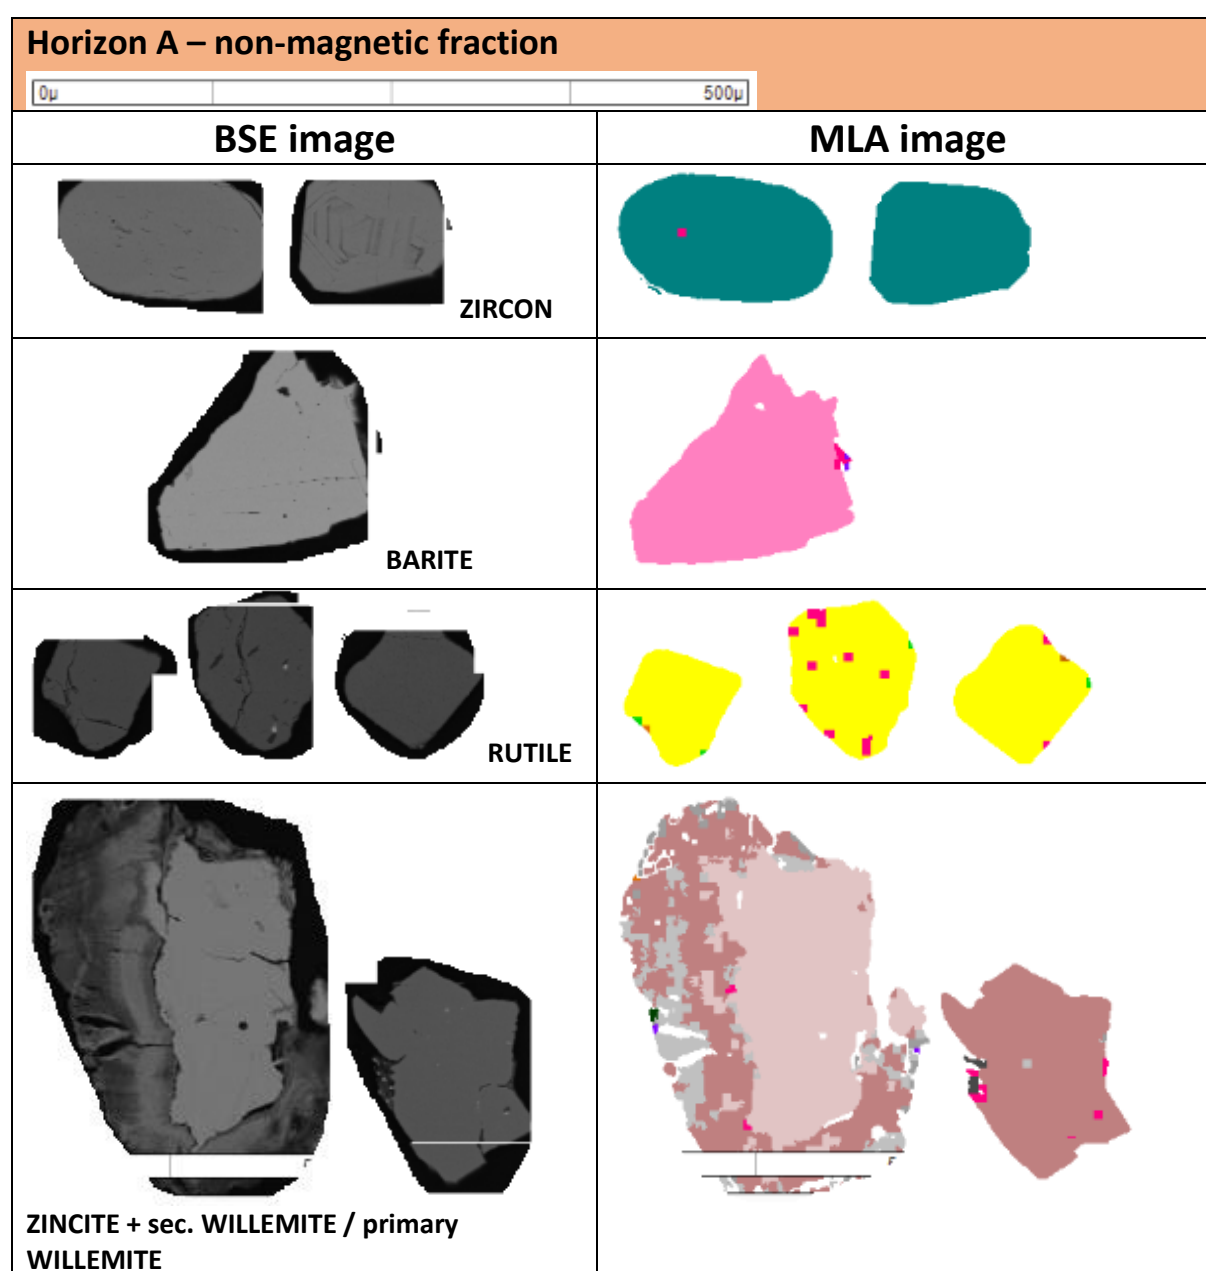 Horizon A – non-magnetic fraction
0µ 500µ
BSE image MLA image
ZIRCON
BARITE
RUTILE
ZINCITE + sec. WILLEMITE / primary
WILLEMITE